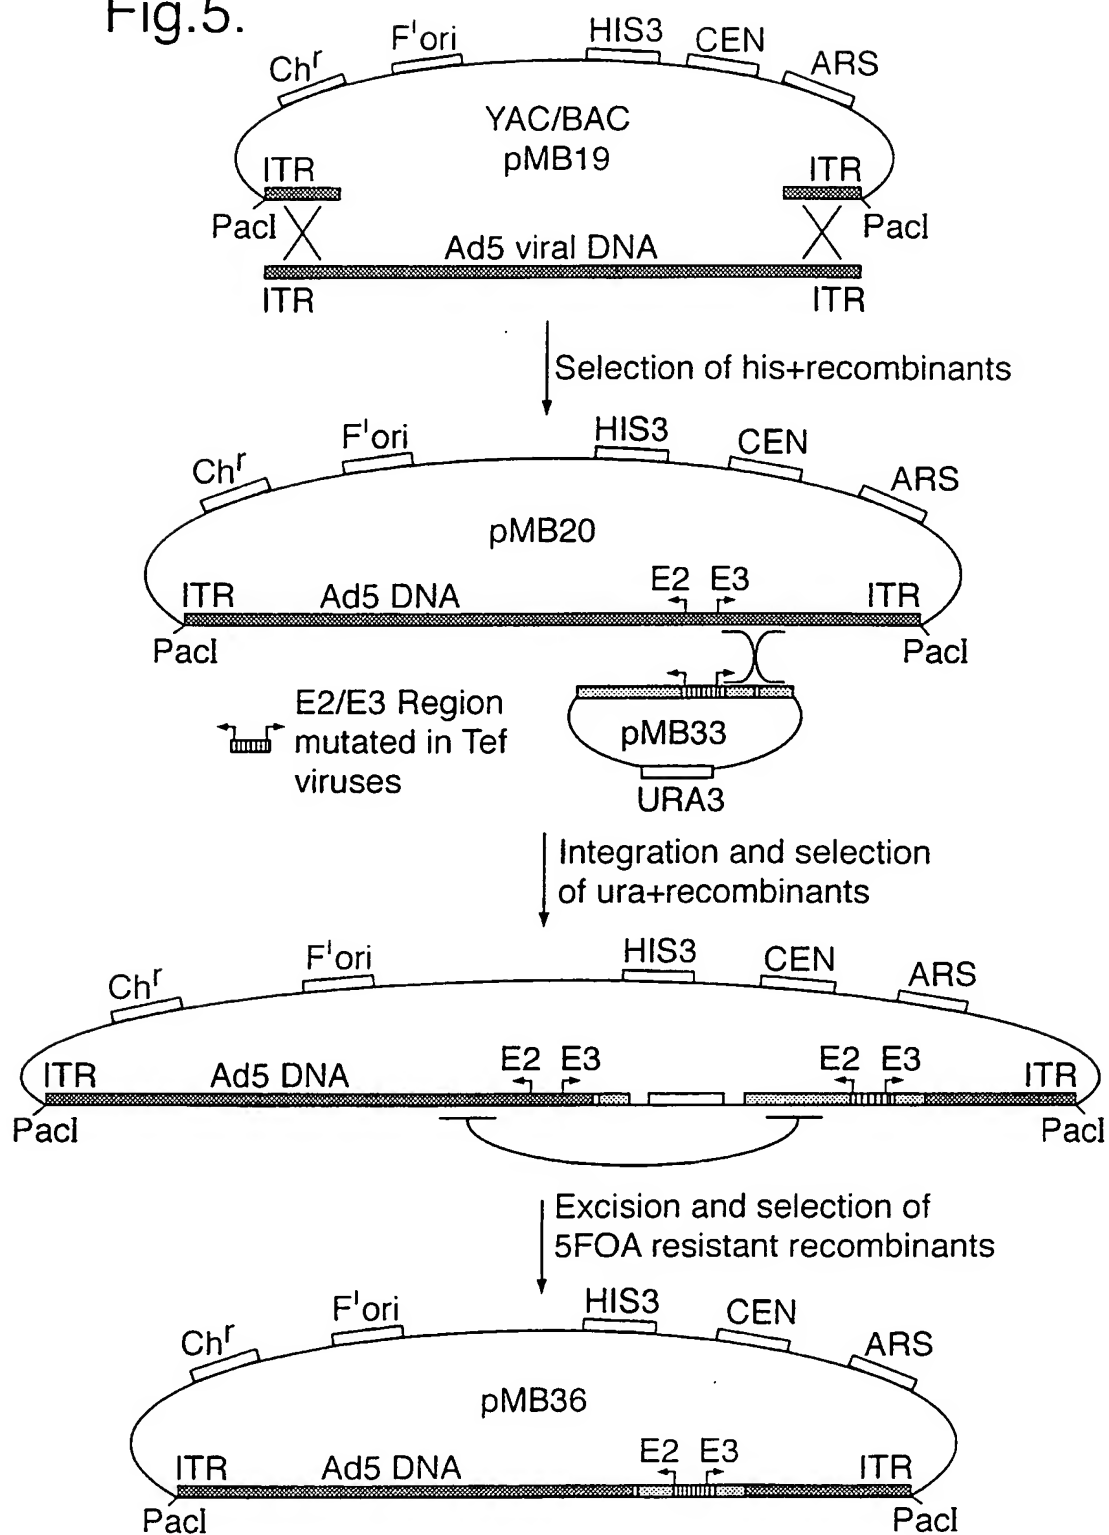 Fig.5.
Chʳ F'ori HIS3 CEN ARS
YAC/BAC
pMB19
ITR ITR
PacI PacI
Ad5 viral DNA
ITR ITR
Selection of his+recombinants
Chʳ F'ori HIS3 CEN ARS
pMB20
ITR Ad5 DNA E2 E3 ITR
PacI PacI
E2/E3 Region
mutated in Tef
viruses
pMB33
URA3
Integration and selection
of ura+recombinants
Chʳ F'ori HIS3 CEN ARS
ITR Ad5 DNA E2 E3 E2 E3 ITR
PacI PacI
Excision and selection of
5FOA resistant recombinants
Chʳ F'ori HIS3 CEN ARS
pMB36
ITR Ad5 DNA E2 E3 ITR
PacI PacI